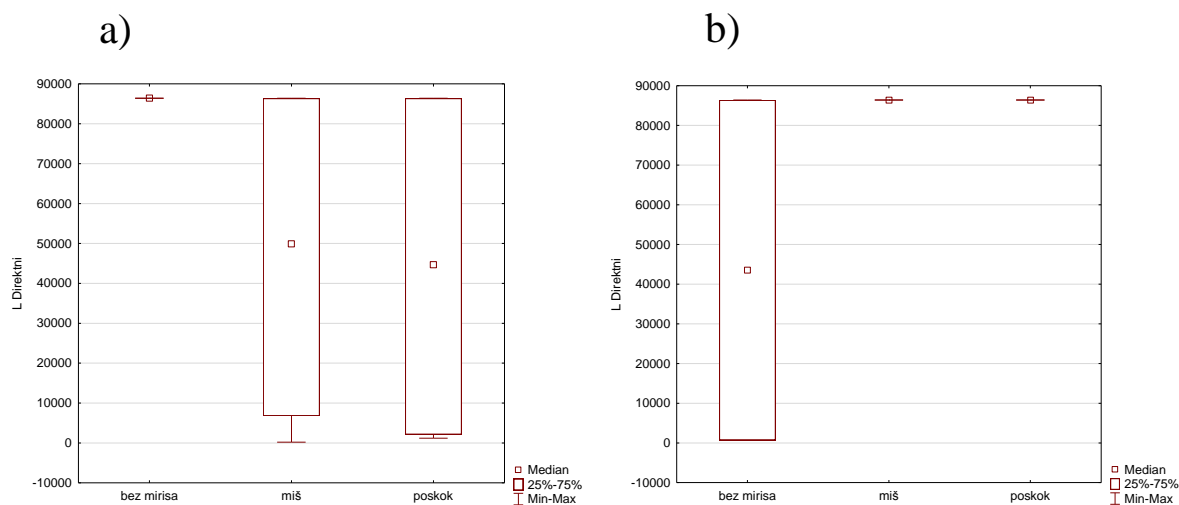 a)
90000
80000
70000
60000
50000
40000
30000
20000
10000
0
-10000
L Direktni
bez mirisa
miš
poskok
Median
25%-75%
Min-Max
b)
90000
80000
70000
60000
50000
40000
30000
20000
10000
0
-10000
L Direktni
bez mirisa
miš
poskok
Median
25%-75%
Min-Max